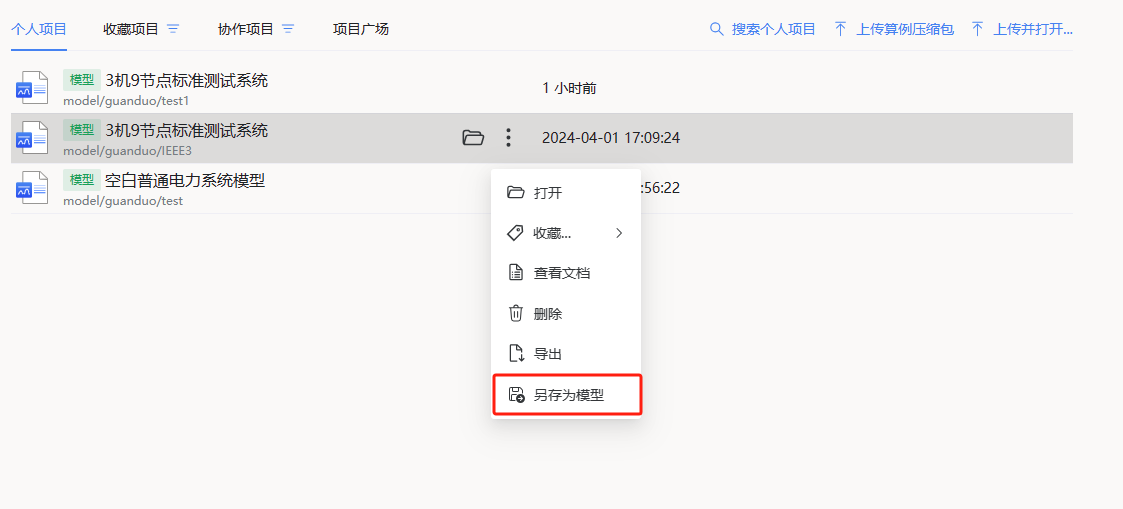 个人项目 收藏项目 协作项目 项目广场 搜索个人项目 上传算例压缩包 上传并打开...
模型 3机9节点标准测试系统
model/guanduo/test1
1 小时前
模型 3机9节点标准测试系统
model/guanduo/IEEE3
2024-04-01 17:09:24
模型 空白普通电力系统模型
model/guanduo/test
:56:22
打开
收藏...
查看文档
删除
导出
另存为模型